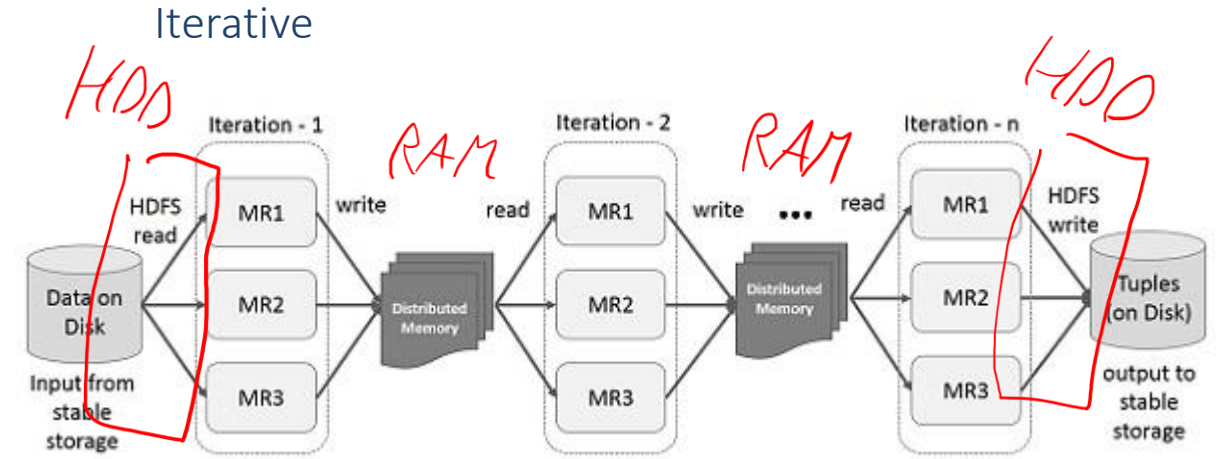 Iterative
HDD
HDD
Iteration - 1
RAM
Iteration - 2
RAM
Iteration - n
HDFS
read
MR1
write
read
MR1
write
...
read
MR1
HDFS
write
Data on
Disk
MR2
Distributed
Memory
MR2
Distributed
Memory
MR2
Tuples
(on Disk)
Input from
stable
storage
MR3
MR3
MR3
output to
stable
storage